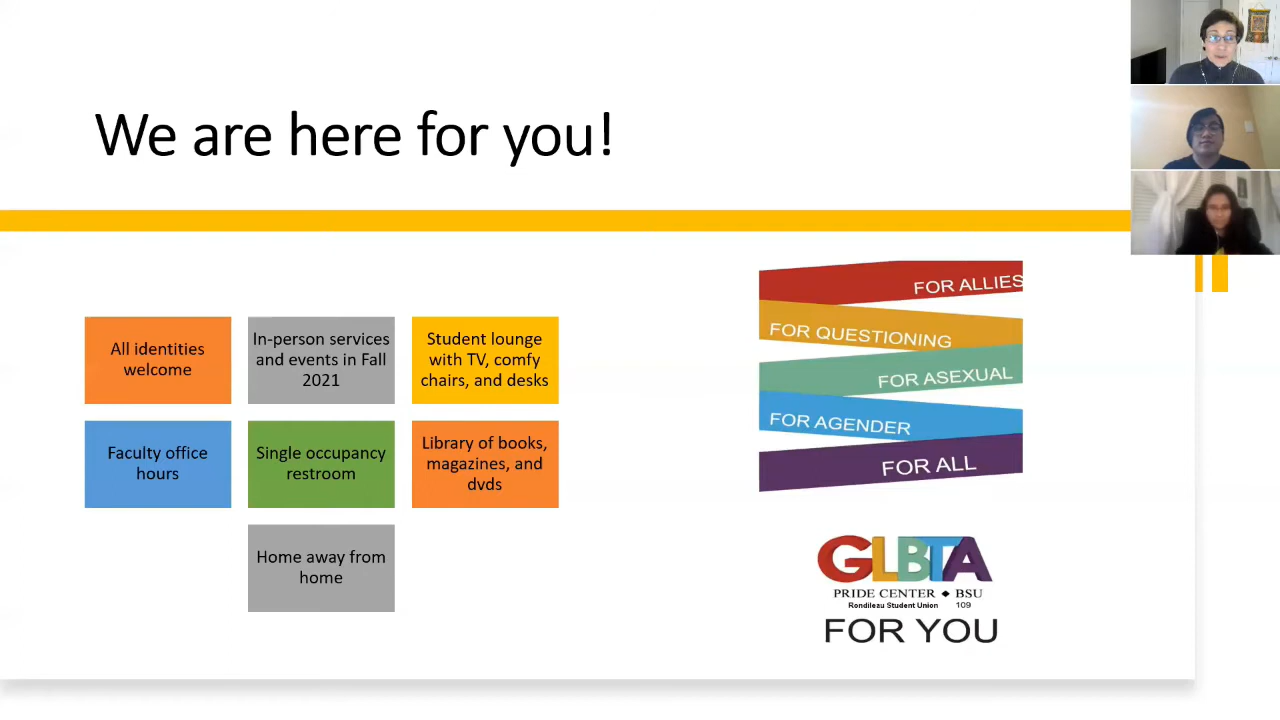 We are here for you!
All identities
welcome
In-person services
and events in Fall
2021
Student lounge
with TV, comfy
chairs, and desks
Faculty office
hours
Single occupancy
restroom
Library of books,
magazines, and
dvds
Home away from
home
FOR ALLIES
FOR QUESTIONING
FOR ASEXUAL
FOR AGENDER
FOR ALL
GLBTA
PRIDE CENTER ◆ BSU
Rondileau Student Union 109
FOR YOU